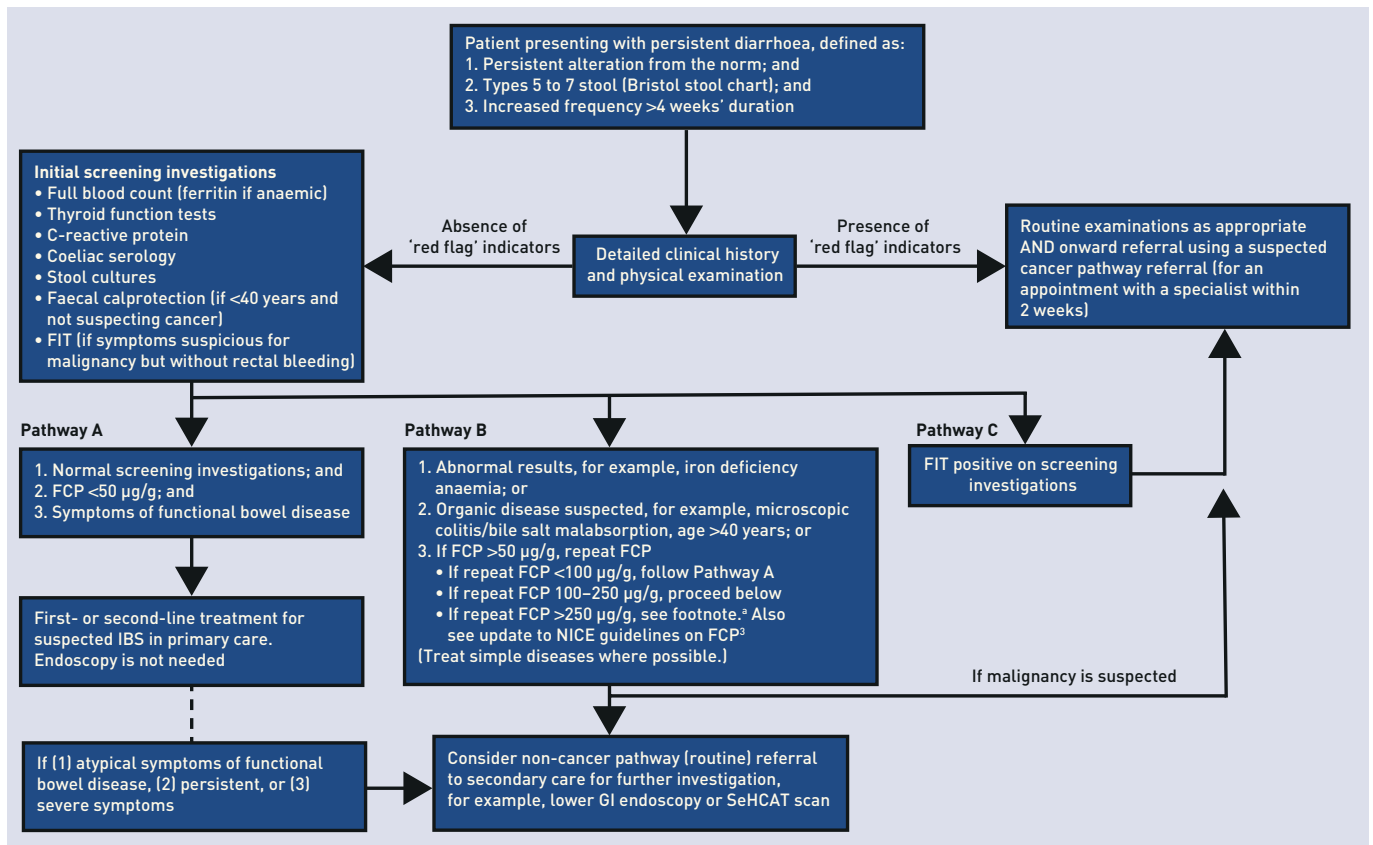 Patient presenting with persistent diarrhoea, defined as:
1. Persistent alteration from the norm; and
2. Types 5 to 7 stool (Bristol stool chart); and
3. Increased frequency >4 weeks’ duration
Initial screening investigations
• Full blood count (ferritin if anaemic)
• Thyroid function tests
• C-reactive protein
• Coeliac serology
• Stool cultures
• Faecal calprotection (if <40 years and
not suspecting cancer)
• FIT (if symptoms suspicious for
malignancy but without rectal bleeding)
Absence of
‘red flag’ indicators
Detailed clinical history
and physical examination
Presence of
‘red flag’ indicators
Routine examinations as appropriate
AND onward referral using a suspected
cancer pathway referral (for an
appointment with a specialist within
2 weeks)
Pathway A
1. Normal screening investigations; and
2. FCP <50 µg/g; and
3. Symptoms of functional bowel disease
First- or second-line treatment for
suspected IBS in primary care.
Endoscopy is not needed
If (1) atypical symptoms of functional
bowel disease, (2) persistent, or (3)
severe symptoms
Pathway B
1. Abnormal results, for example, iron deficiency
anaemia; or
2. Organic disease suspected, for example, microscopic
colitis/bile salt malabsorption, age >40 years; or
3. If FCP >50 µg/g, repeat FCP
• If repeat FCP <100 µg/g, follow Pathway A
• If repeat FCP 100–250 µg/g, proceed below
• If repeat FCP >250 µg/g, see footnote.ᵃ Also
see update to NICE guidelines on FCP³
(Treat simple diseases where possible.)
Pathway C
FIT positive on screening
investigations
If malignancy is suspected
Consider non-cancer pathway (routine) referral
to secondary care for further investigation,
for example, lower GI endoscopy or SeHCAT scan